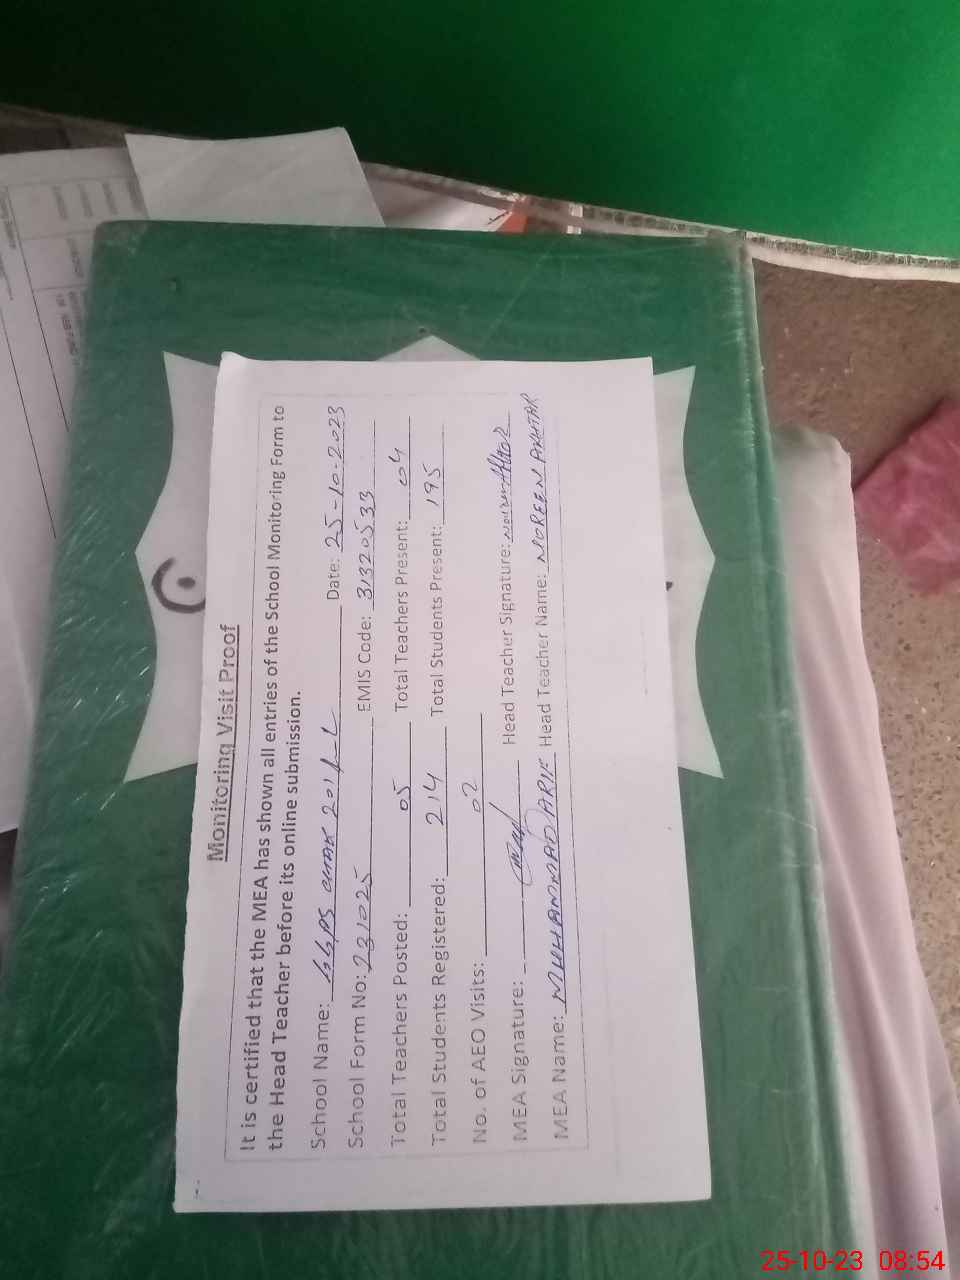 Monitoring Visit Proof
It is certified that the MEA has shown all entries of the School Monitoring Form to
the Head Teacher before its online submission.
School Name: GGPS CHAK 201/-L Date: 25-10-2023
School Form No: 231025 EMIS Code: 31320533
Total Teachers Posted: 05 Total Teachers Present: 04
Total Students Registered: 214 Total Students Present: 195
No. of AEO Visits: 02
MEA Signature: Head Teacher Signature:
MEA Name: MUHAMMAD ARIF Head Teacher Name: NOREEN AKHTAR
25-10-23 08:54